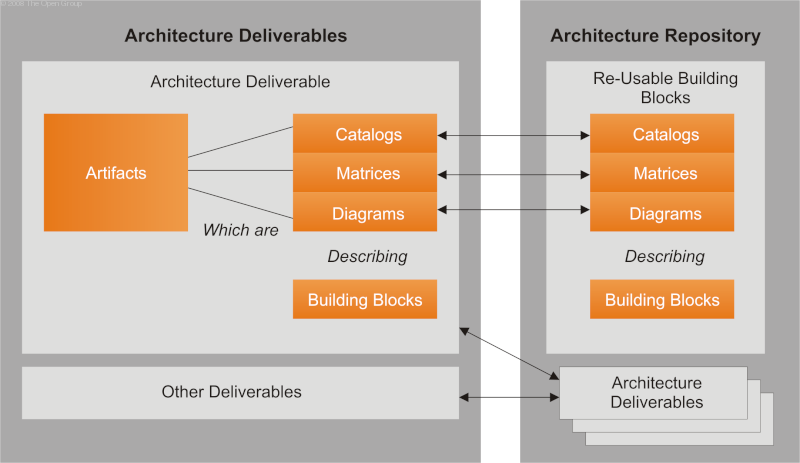 © 2008 The Open Group
Architecture Deliverables
Architecture Deliverable
Artifacts
Catalogs
Matrices
Diagrams
Which are
Describing
Building Blocks
Other Deliverables
Architecture Repository
Re-Usable Building
Blocks
Catalogs
Matrices
Diagrams
Describing
Building Blocks
Architecture
Deliverables